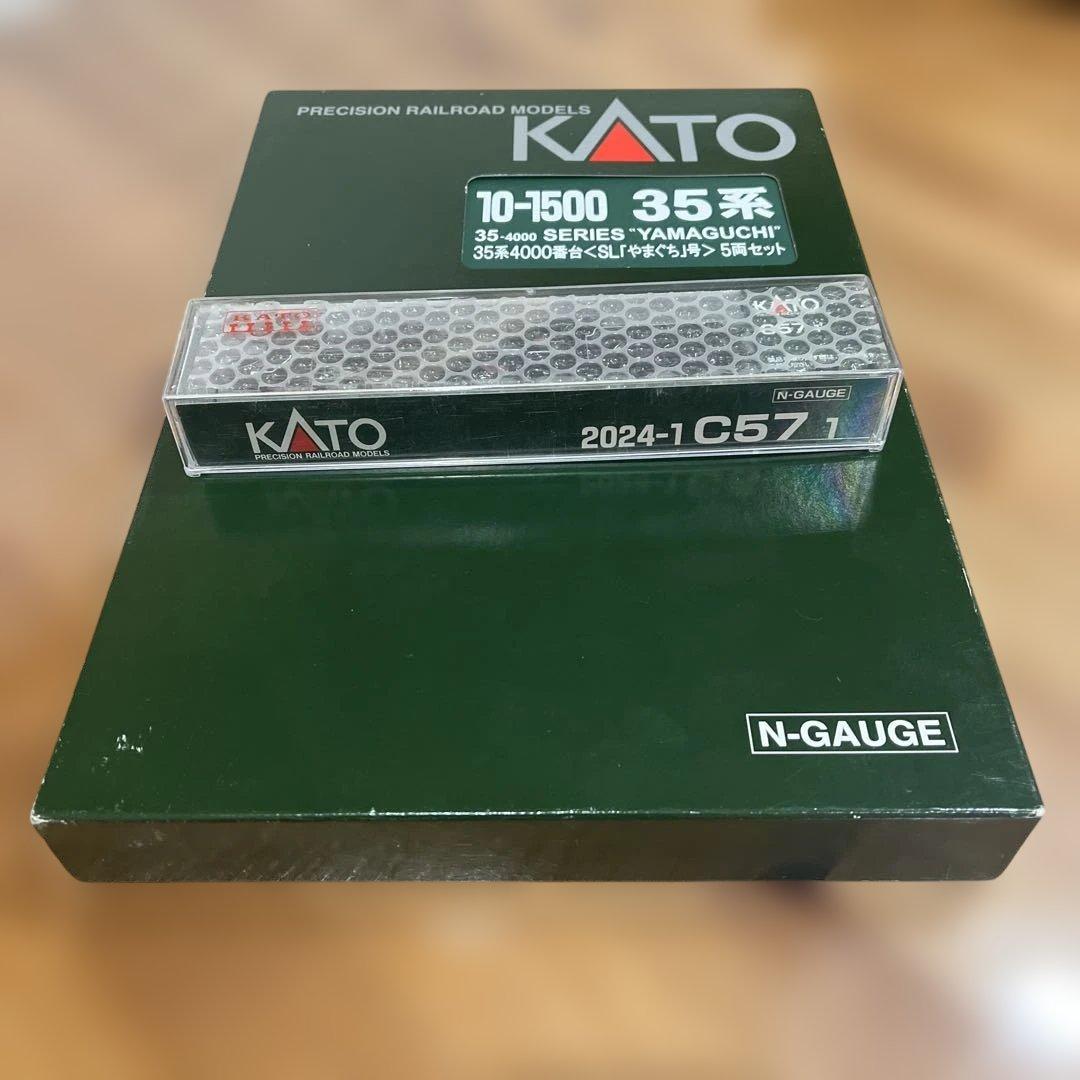 PRECISION RAILROAD MODELS
KATO
10-1500 35系
35-4000 SERIES "YAMAGUCHI"
35系4000番台<SL「やまぐち」号>5両セット
KATO
C57
N-GAUGE
KATO
PRECISION RAILROAD MODELS
2024-1 C57 1
N-GAUGE